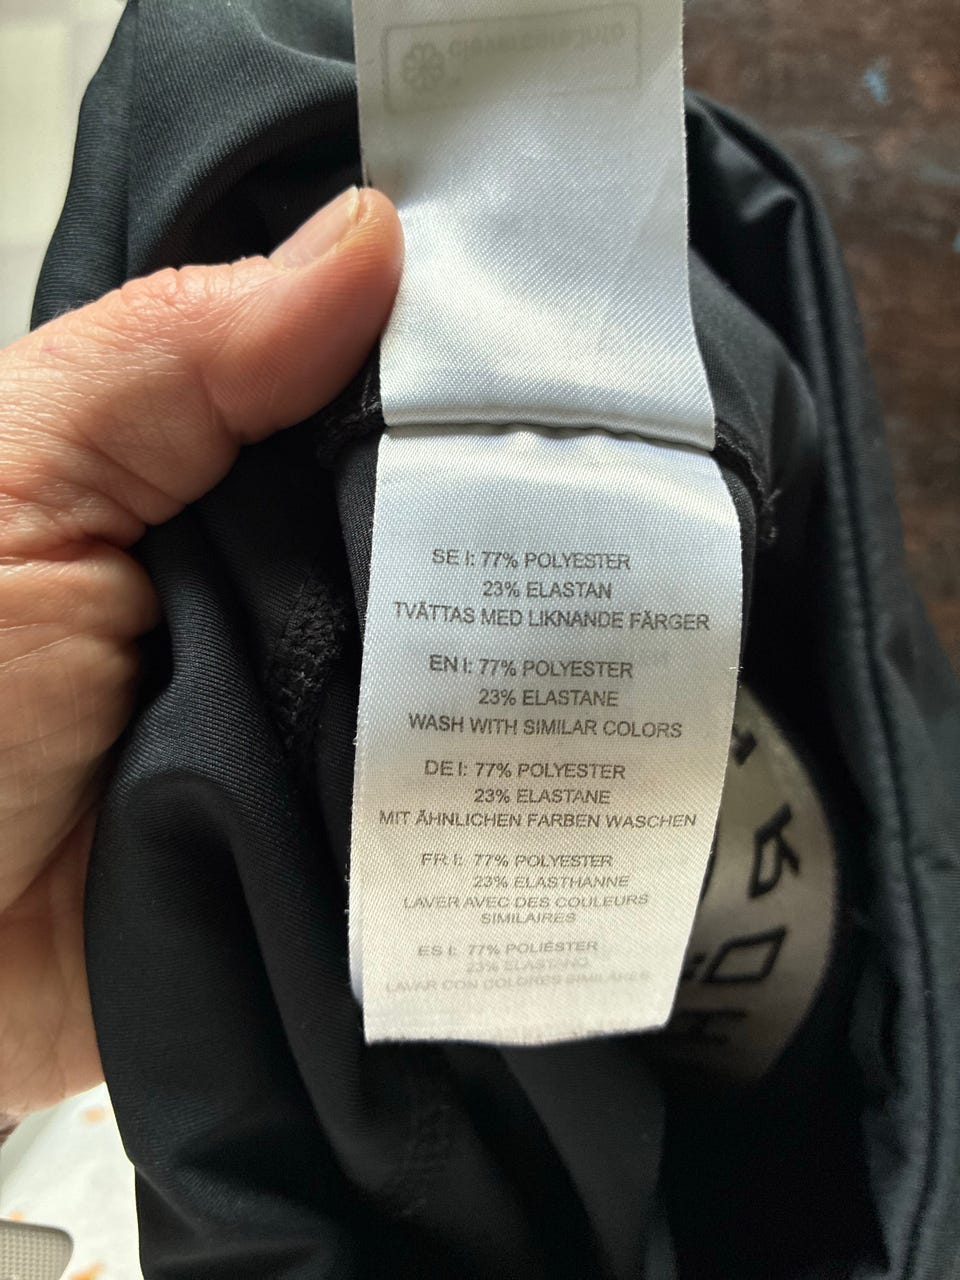 SE I: 77% POLYESTER
23% ELASTAN
TVÄTTAS MED LIKNANDE FÄRGER
EN I: 77% POLYESTER
23% ELASTANE
WASH WITH SIMILAR COLORS
DE I: 77% POLYESTER
23% ELASTANE
MIT ÄHNLICHEN FARBEN WASCHEN
FR I: 77% POLYESTER
23% ELASTHANNE
LAVER AVEC DES COULEURS
SIMILAIRES
ES I: 77% POLIÉSTER
23% ELASTANO
LAVAR CON COLORES SIMILARES